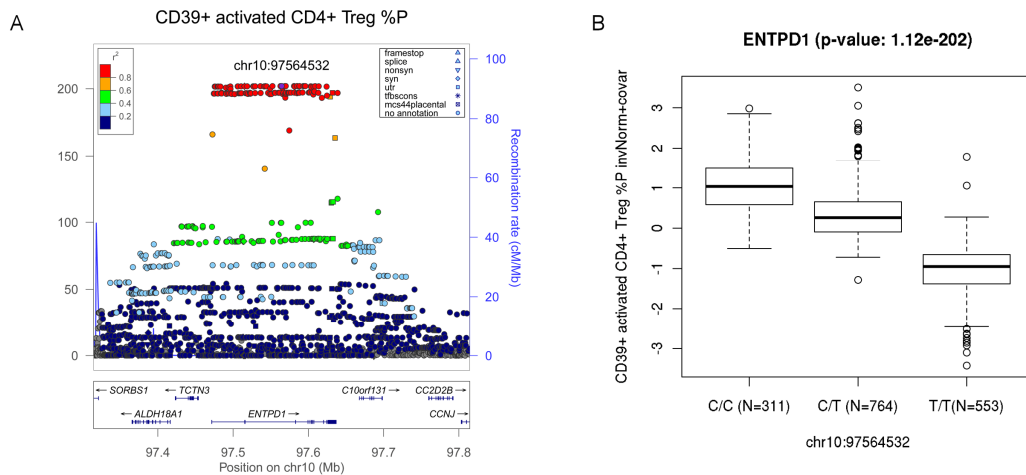 A
CD39+ activated CD4+ Treg %P
r²
0.8
0.6
0.4
0.2
chr10:97564532
framestop
splice
nonsyn
syn
utr
tfbscons
mcs44placental
no annotation
200
150
100
50
0
100
80
60
40
20
0
Recombination rate (cM/Mb)
← SORBS1
← TCTN3
C10orf131 →
CC2D2B →
← ALDH18A1
ENTPD1 →
CCNJ →
97.4
97.5
97.6
97.7
97.8
Position on chr10 (Mb)
B
ENTPD1 (p-value: 1.12e-202)
CD39+ activated CD4+ Treg %P invNorm+covar
3
2
1
0
-1
-2
-3
C/C (N=311)
C/T (N=764)
T/T(N=553)
chr10:97564532